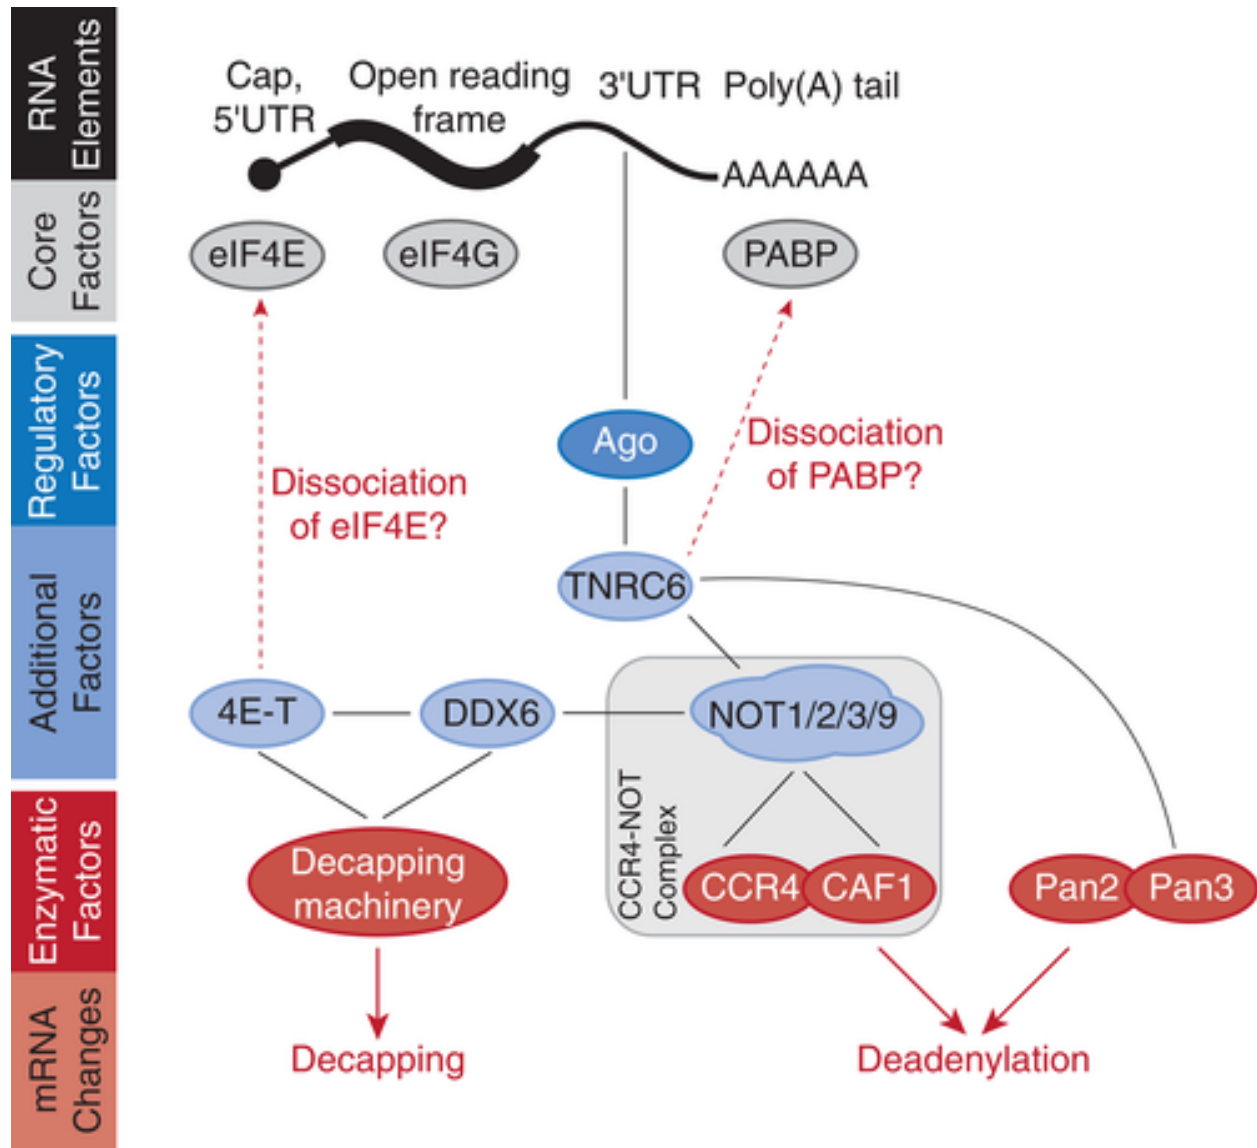 RNA
Elements
Cap,
5'UTR
Open reading
frame
3'UTR
Poly(A) tail
AAAAAA
Core
Factors
eIF4E
eIF4G
PABP
Regulatory
Factors
Ago
Dissociation
of eIF4E?
Dissociation
of PABP?
Additional
Factors
TNRC6
4E-T
DDX6
NOT1/2/3/9
CCR4-NOT
Complex
Enzymatic
Factors
Decapping
machinery
CCR4
CAF1
Pan2
Pan3
mRNA
Changes
Decapping
Deadenylation